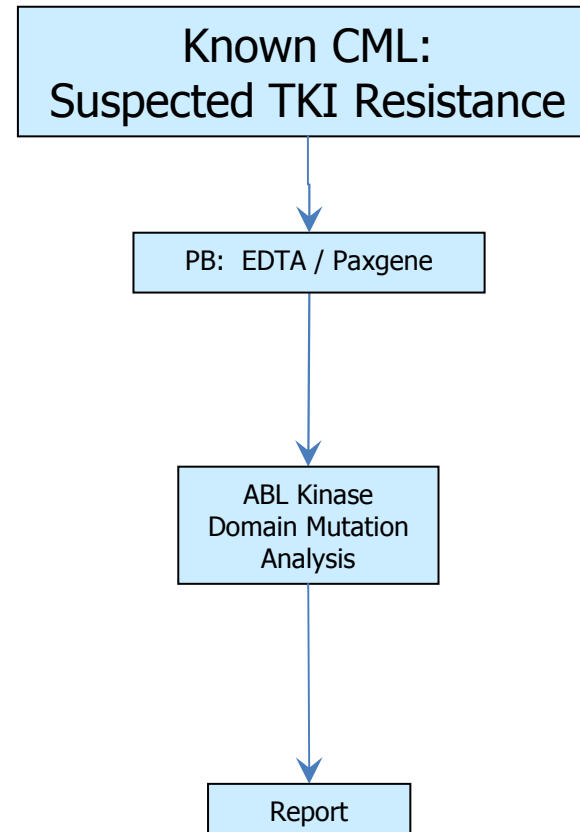 Known CML:
Suspected TKI Resistance
PB:  EDTA / Paxgene
ABL Kinase
Domain Mutation
Analysis
Report